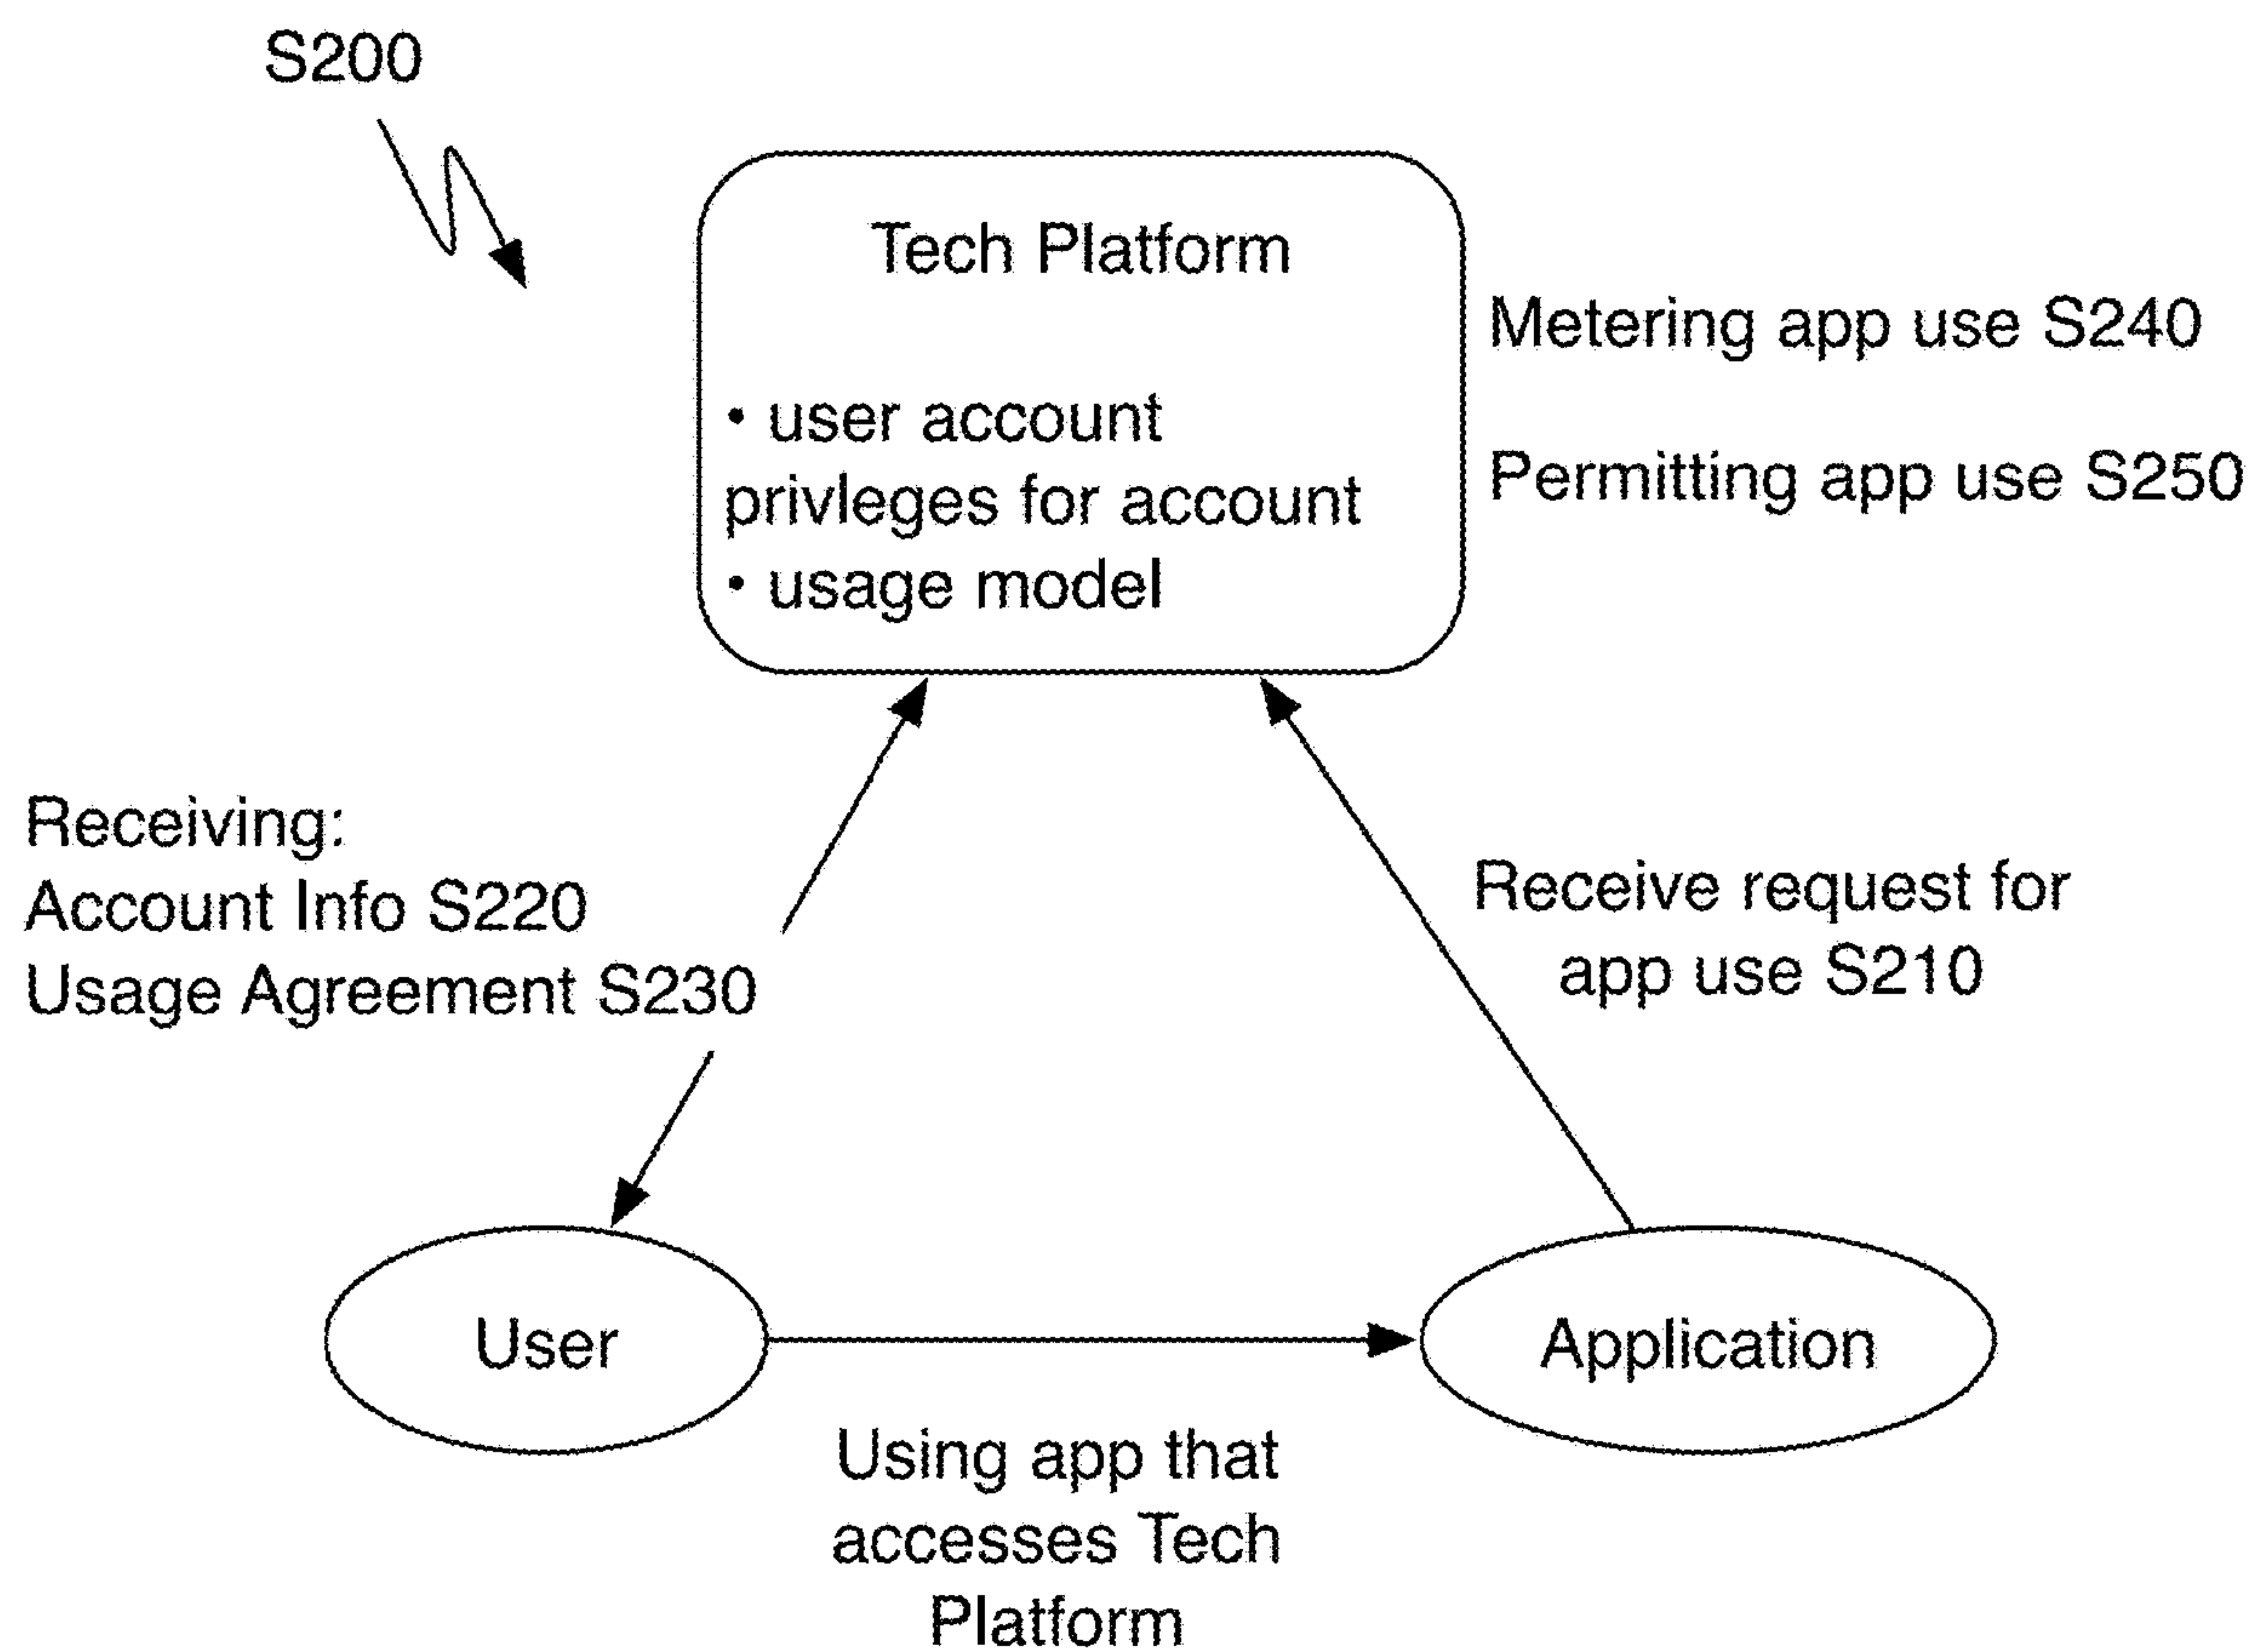 S200
Tech Platform
• user account
privleges for account
• usage model
Metering app use S240
Permitting app use S250
Receiving:
Account Info S220
Usage Agreement S230
Receive request for
app use S210
User
Application
Using app that
accesses Tech
Platform